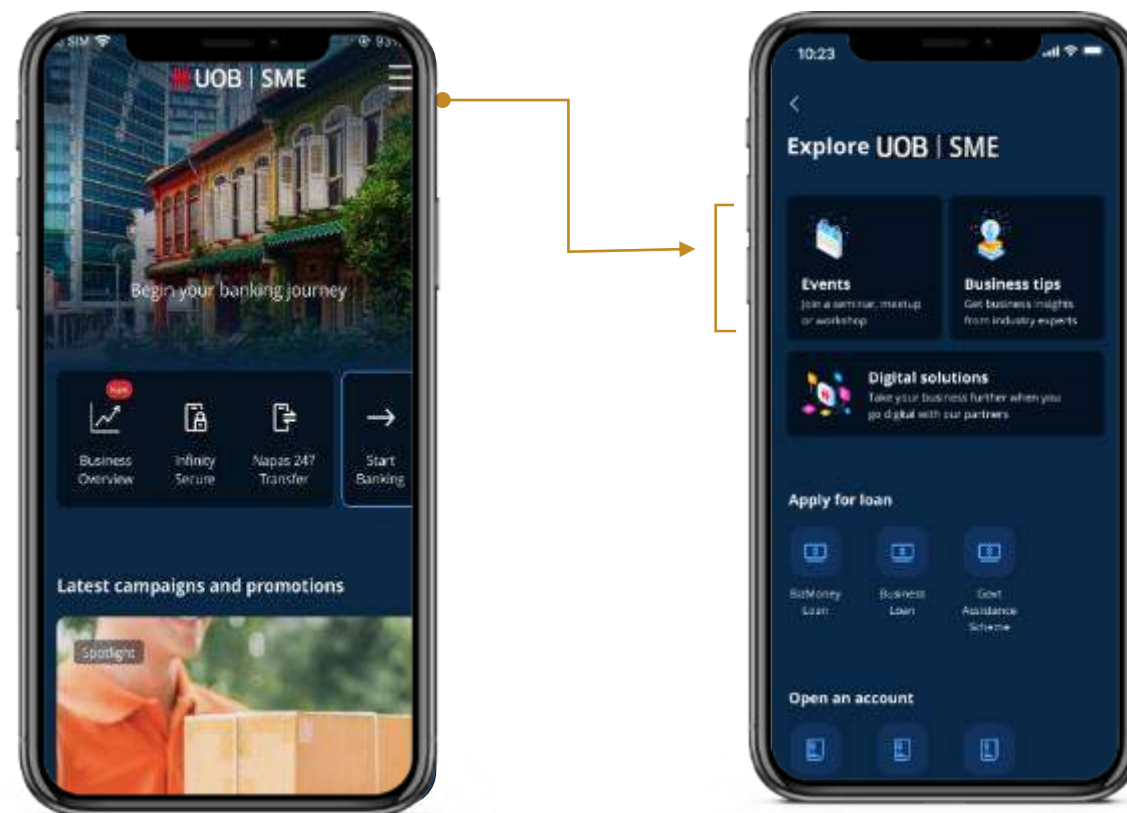 SIM
93%
UOB | SME
Begin your banking journey
New
Business
Overview
Infinity
Secure
Napas 247
Transfer
Start
Banking
Latest campaigns and promotions
Spotlight
10:23
Explore UOB | SME
Events
Join a seminar, meetup
or workshop
Business tips
Get business insights
from industry experts
Digital solutions
Take your business further when you
go digital with our partners
Apply for loan
BizMoney
Loan
Business
Loan
Govt
Assistance
Scheme
Open an account